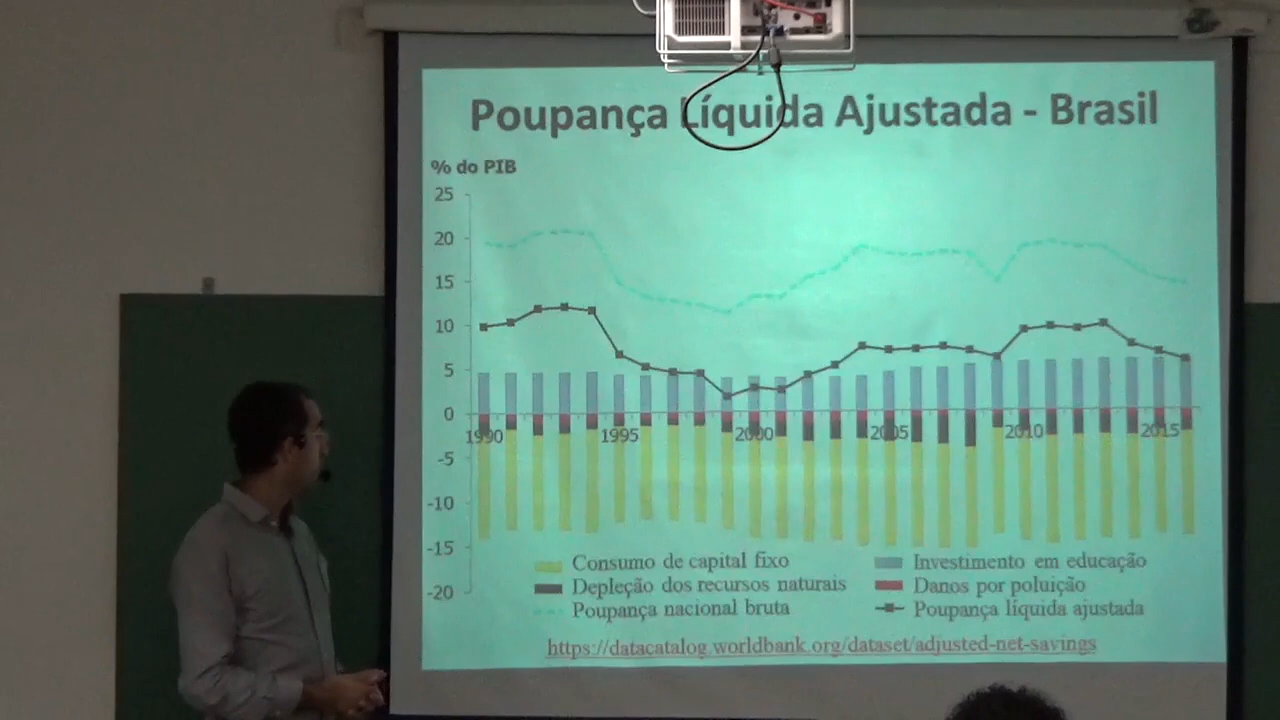 Poupança Líquida Ajustada - Brasil
% do PIB
25
20
15
10
5
0
1990 1995 2000 2005 2010 2015
-5
-10
-15
-20
Consumo de capital fixo Investimento em educação
Depleção dos recursos naturais Danos por poluição
Poupança nacional bruta Poupança líquida ajustada
https://datacatalog.worldbank.org/dataset/adjusted-net-savings